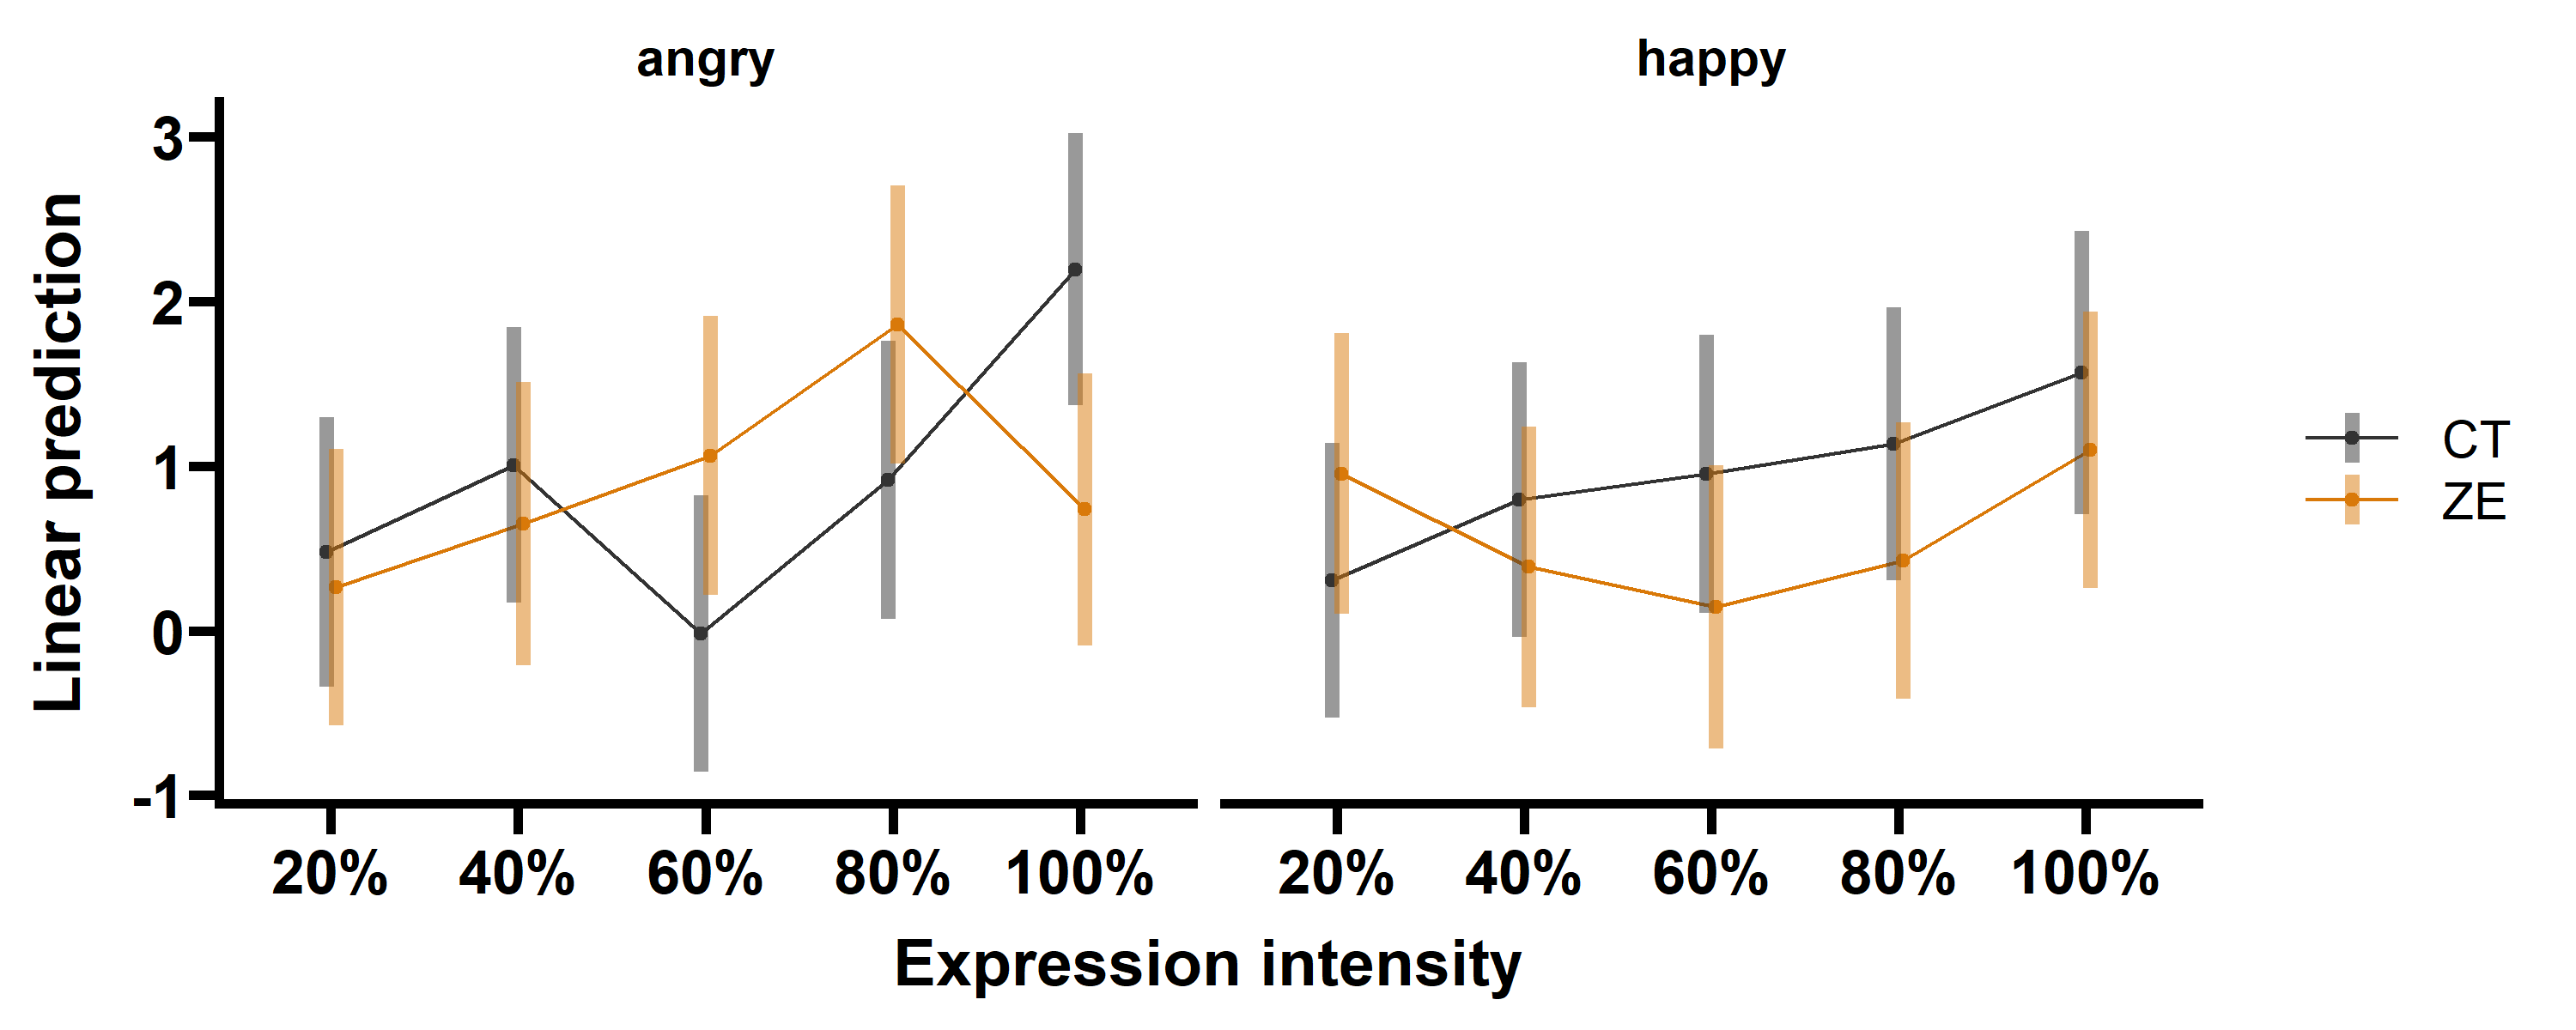 angry
happy
Linear prediction
3
2
1
0
-1
20% 40% 60% 80% 100%
20% 40% 60% 80% 100%
Expression intensity
CT
ZE